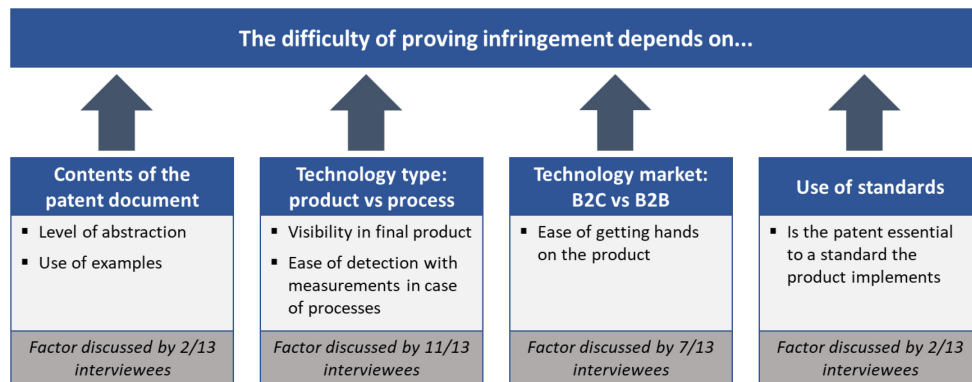 The difficulty of proving infringement depends on...
Contents of the
patent document
▪ Level of abstraction
▪ Use of examples
Factor discussed by 2/13
interviewees
Technology type:
product vs process
▪ Visibility in final product
▪ Ease of detection with
measurements in case
of processes
Factor discussed by 11/13
interviewees
Technology market:
B2C vs B2B
▪ Ease of getting hands
on the product
Factor discussed by 7/13
interviewees
Use of standards
▪ Is the patent essential
to a standard the
product implements
Factor discussed by 2/13
interviewees